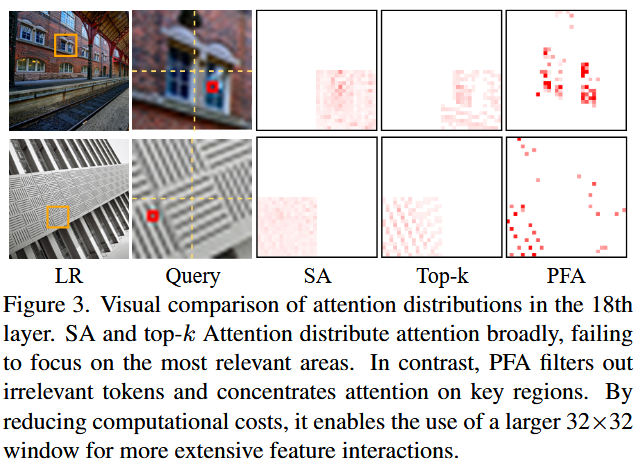 LR Query SA Top-k PFA
Figure 3. Visual comparison of attention distributions in the 18th
layer. SA and top-k Attention distribute attention broadly, failing
to focus on the most relevant areas. In contrast, PFA filters out
irrelevant tokens and concentrates attention on key regions. By
reducing computational costs, it enables the use of a larger 32×32
window for more extensive feature interactions.